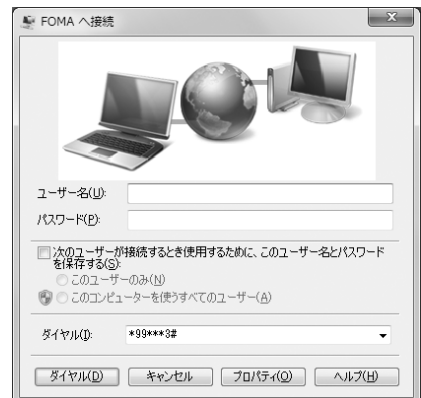 FOMA へ接続
ユーザー名(U):
パスワード(P):
次のユーザーが接続するとき使用するために、このユーザー名とパスワード
を保存する(S):
このユーザーのみ(N)
このコンピューターを使うすべてのユーザー(A)
ダイヤル(I): *99***3#
ダイヤル(D) キャンセル プロパティ(O) ヘルプ(H)